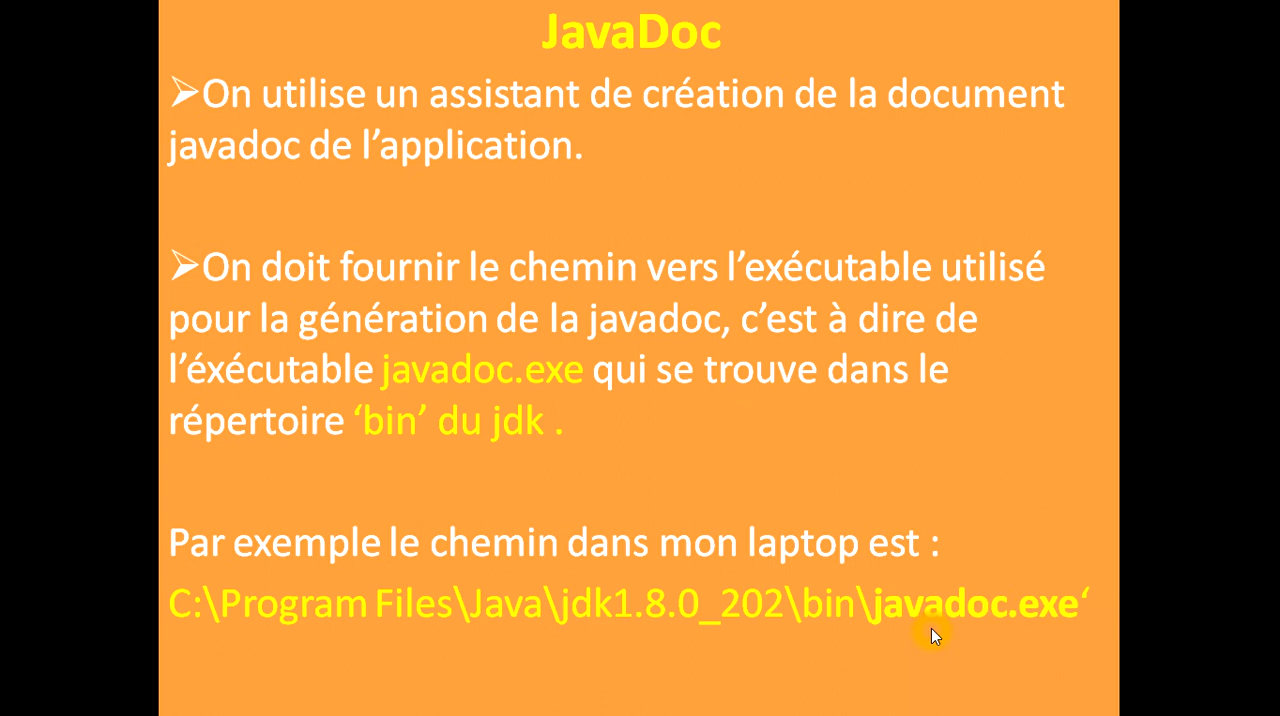 JavaDoc
➢On utilise un assistant de création de la document
javadoc de l’application.
➢On doit fournir le chemin vers l’exécutable utilisé
pour la génération de la javadoc, c’est à dire de
l’éxécutable javadoc.exe qui se trouve dans le
répertoire ‘bin’ du jdk .
Par exemple le chemin dans mon laptop est :
C:\Program Files\Java\jdk1.8.0_202\bin\javadoc.exe‘